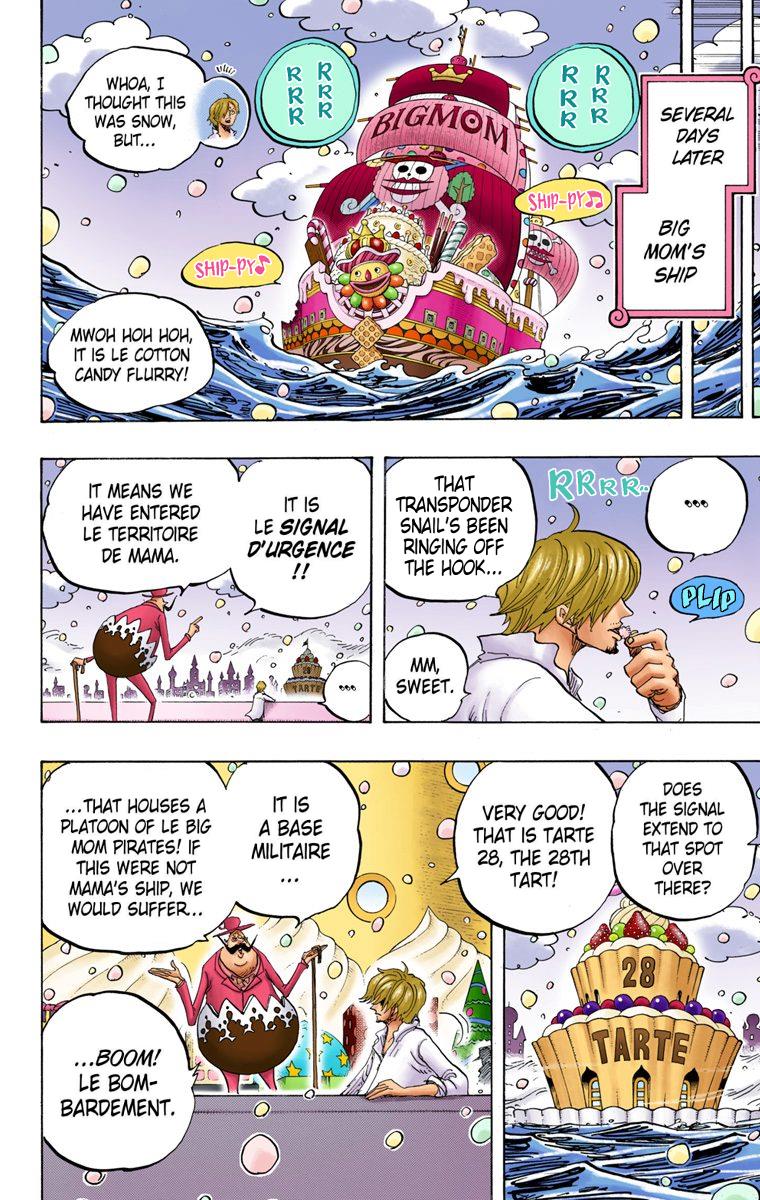 SEVERAL
DAYS
LATER
BIG
MOM'S
SHIP
R
R
R
R
R
R
R
R
R
R
R
R
BIGMOM
SHIP-PY♪♫
SHIP-PY♪
WHOA, I
THOUGHT THIS
WAS SNOW,
BUT...
MWOH HOH HOH,
IT IS LE COTTON
CANDY FLURRY!
...
RRRR..
PLIP
THAT
TRANSPONDER
SNAIL'S BEEN
RINGING OFF
THE HOOK...
MM,
SWEET.
IT IS
LE SIGNAL
D'URGENCE
!!
IT MEANS WE
HAVE ENTERED
LE TERRITOIRE
DE MAMA.
TARTE
...
DOES
THE SIGNAL
EXTEND TO
THAT SPOT
OVER
THERE?
VERY GOOD!
THAT IS TARTE
28, THE 28TH
TART!
28
TARTE
IT IS
A BASE
MILITAIRE
...
...THAT HOUSES A
PLATOON OF LE BIG
MOM PIRATES! IF
THIS WERE NOT
MAMA'S SHIP, WE
WOULD SUFFER...
...BOOM!
LE BOM-
BARDEMENT.